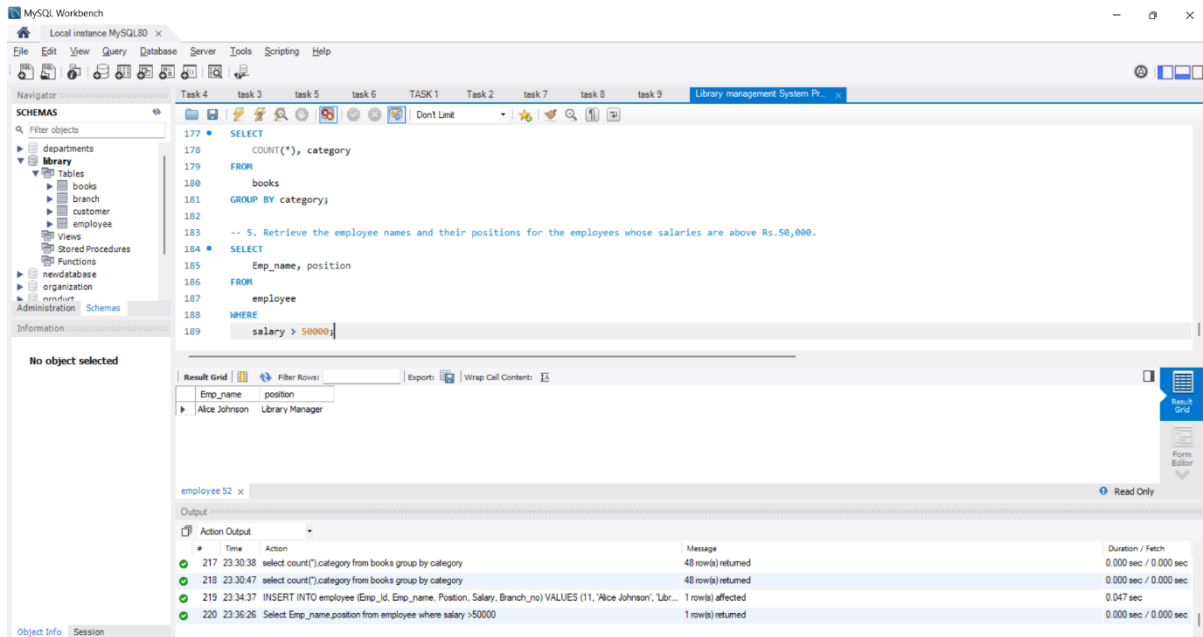 MySQL Workbench
Local instance MySQL80
File Edit View Query Database Server Tools Scripting Help
Navigator
Task 4 task 3 task 5 task 6 TASK 1 Task 2 task 7 task 8 task 9 Library management System Pr...
SCHEMAS
Filter objects
departments
library
Tables
books
branch
customer
employee
Views
Stored Procedures
Functions
newdatabase
organization
product
Administration Schemas
Information
No object selected
Object Info Session
Don't Limit
177 SELECT
178 COUNT(*), category
179 FROM
180 books
181 GROUP BY category;
182
183 -- 5. Retrieve the employee names and their positions for the employees whose salaries are above Rs.50,000.
184 SELECT
185 Emp_name, position
186 FROM
187 employee
188 WHERE
189 salary > 50000;
Result Grid Filter Rows: Export: Wrap Cell Content:
Emp_name position
Alice Johnson Library Manager
Result Grid
Form Editor
employee 52
Read Only
Output
Action Output
# Time Action Message Duration / Fetch
217 23:30:38 select count(*),category from books group by category 48 row(s) returned 0.000 sec / 0.000 sec
218 23:30:47 select count(*),category from books group by category 48 row(s) returned 0.000 sec / 0.000 sec
219 23:34:37 INSERT INTO employee (Emp_Id, Emp_name, Position, Salary, Branch_no) VALUES (11, 'Alice Johnson', 'Libr... 1 row(s) affected 0.047 sec
220 23:36:26 Select Emp_name,position from employee where salary >50000 1 row(s) returned 0.000 sec / 0.000 sec